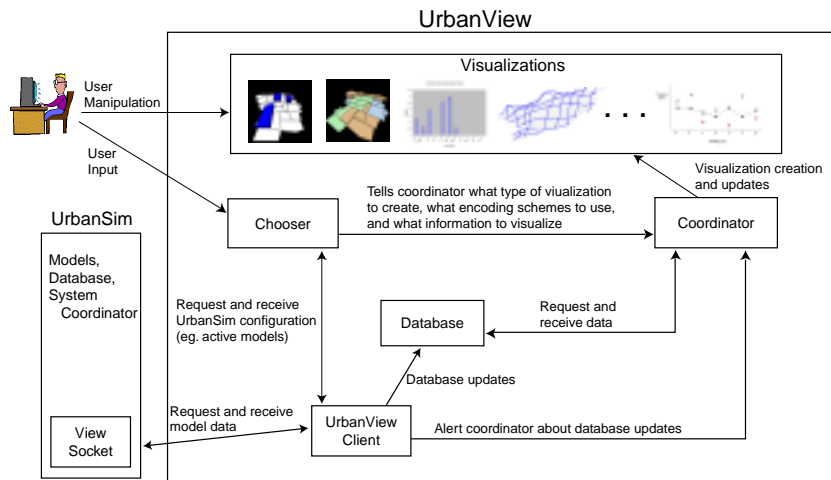 UrbanView
Visualizations
User
Manipulation
User
Input
. . .
Visualization creation
and updates
Tells coordinator what type of vizualization
to create, what encoding schemes to use,
and what information to visualize
Chooser
Coordinator
UrbanSim
Models,
Database,
System
Coordinator
Request and receive
UrbanSim configuration
(eg. active models)
Database
Request and
receive data
Database updates
Request and receive
model data
UrbanView
Client
Alert coordinator about database updates
View
Socket